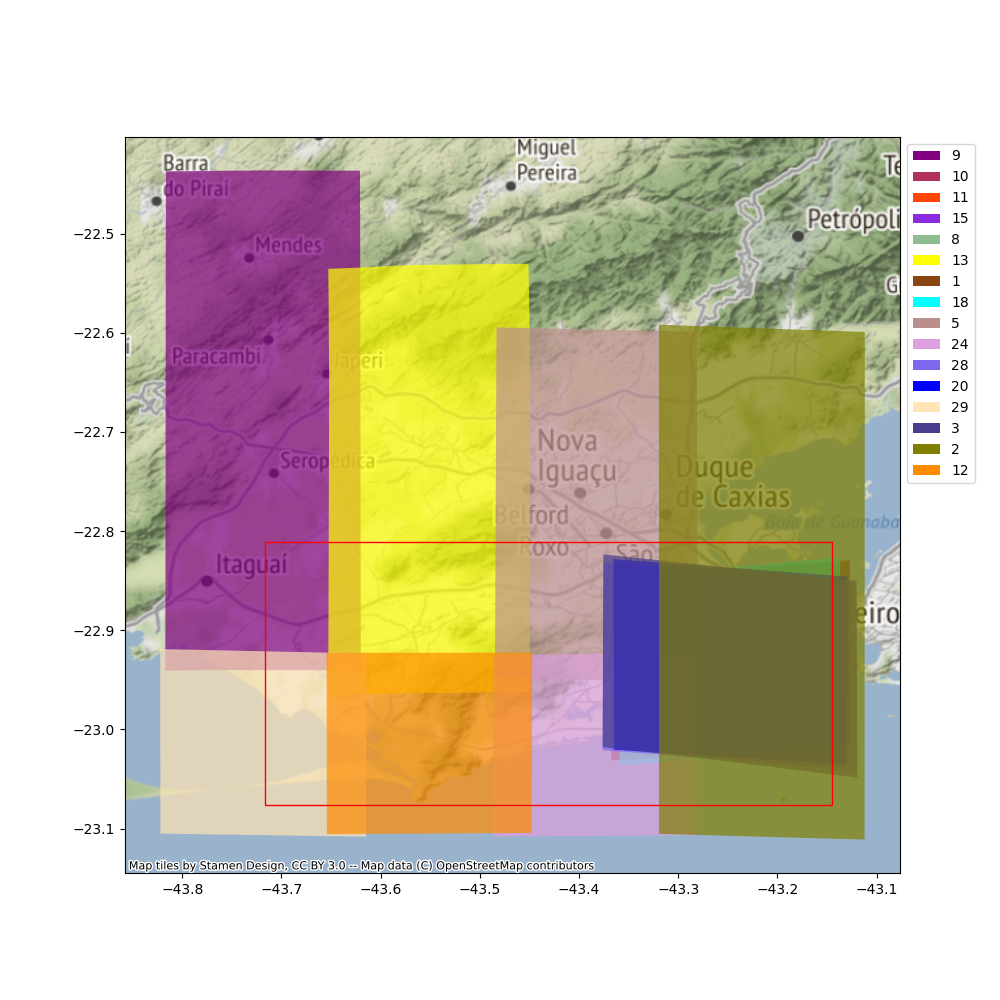 Barra
do Pirai
Miguel
Pereira
Te
Petrópoli
Mendes
G
Paracambi
Japeri
i
Seropédica
Nova
Iguaçu
Duque
de Caxias
Belford
Roxo
Baía de Guanaba
São
Itaguaí
eiro
Map tiles by Stamen Design, CC BY 3.0 -- Map data (C) OpenStreetMap contributors
−22.5
−22.6
−22.7
−22.8
−22.9
−23.0
−23.1
−43.8 −43.7 −43.6 −43.5 −43.4 −43.3 −43.2 −43.1
9
10
11
15
8
13
1
18
5
24
28
20
29
3
2
12